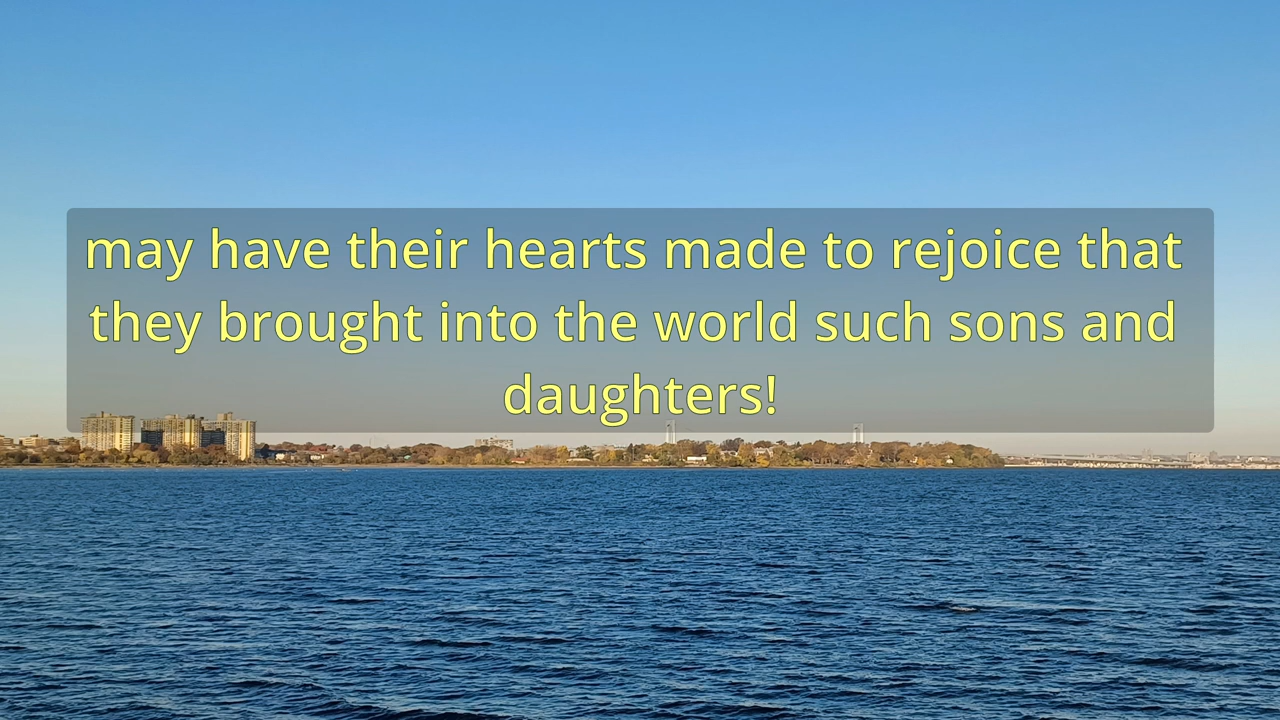 may have their hearts made to rejoice that
they brought into the world such sons and
daughters!